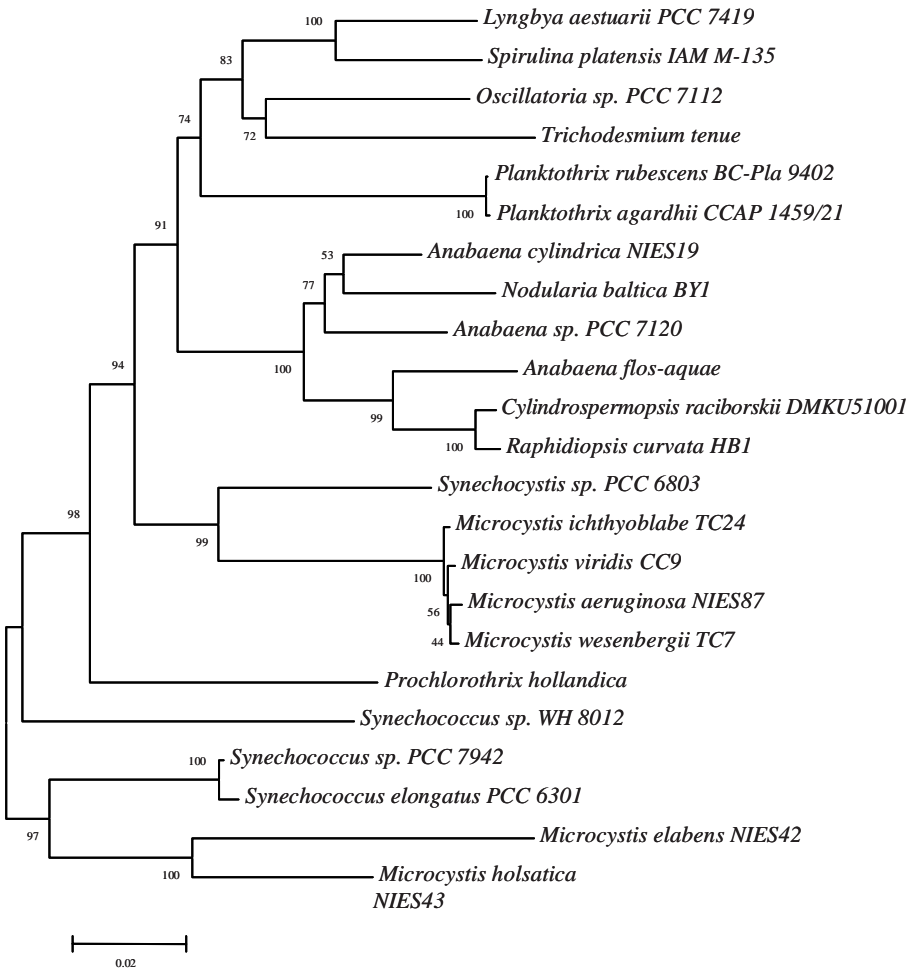 100
Lyngbya aestuarii PCC 7419
83
Spirulina platensis IAM M-135
Oscillatoria sp. PCC 7112
74
72
Trichodesmium tenue
Planktothrix rubescens BC-Pla 9402
100
Planktothrix agardhii CCAP 1459/21
91
53
Anabaena cylindrica NIES19
77
Nodularia baltica BY1
Anabaena sp. PCC 7120
94
100
Anabaena flos-aquae
99
Cylindrospermopsis raciborskii DMKU51001
100
Raphidiopsis curvata HB1
Synechocystis sp. PCC 6803
98
99
Microcystis ichthyoblabe TC24
Microcystis viridis CC9
100
Microcystis aeruginosa NIES87
56
44
Microcystis wesenbergii TC7
Prochlorothrix hollandica
Synechococcus sp. WH 8012
100
Synechococcus sp. PCC 7942
Synechococcus elongatus PCC 6301
97
Microcystis elabens NIES42
100
Microcystis holsatica
NIES43
0.02